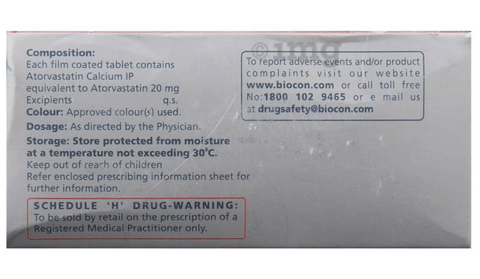 Composition:
Each film coated tablet contains
Atorvastatin Calcium IP
equivalent to Atorvastatin 20 mg
Excipients q.s.
Colour: Approved colour(s) used.
Dosage: As directed by the Physician.
Storage: Store protected from moisture
at a temperature not exceeding 30°C.
Keep out of reach of children
Refer enclosed prescribing information sheet for
further information.
SCHEDULE 'H' DRUG-WARNING:
To be sold by retail on the prescription of a
Registered Medical Practitioner only.
1mg
To report adverse events and/or product
complaints visit our website
www.biocon.com or call toll free
No:1800 102 9465 or e mail us
at drugsafety@biocon.com